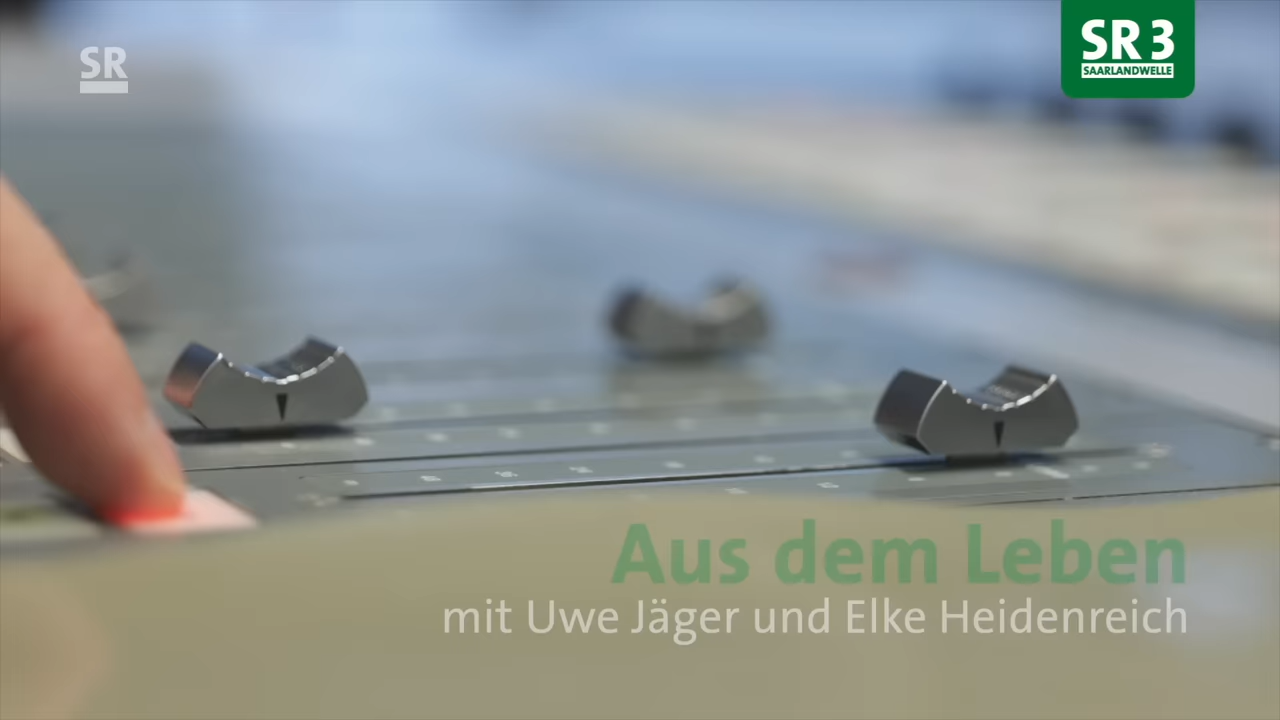 SR
SR 3
SAARLANDWELLE
Aus dem Leben
mit Uwe Jäger und Elke Heidenreich